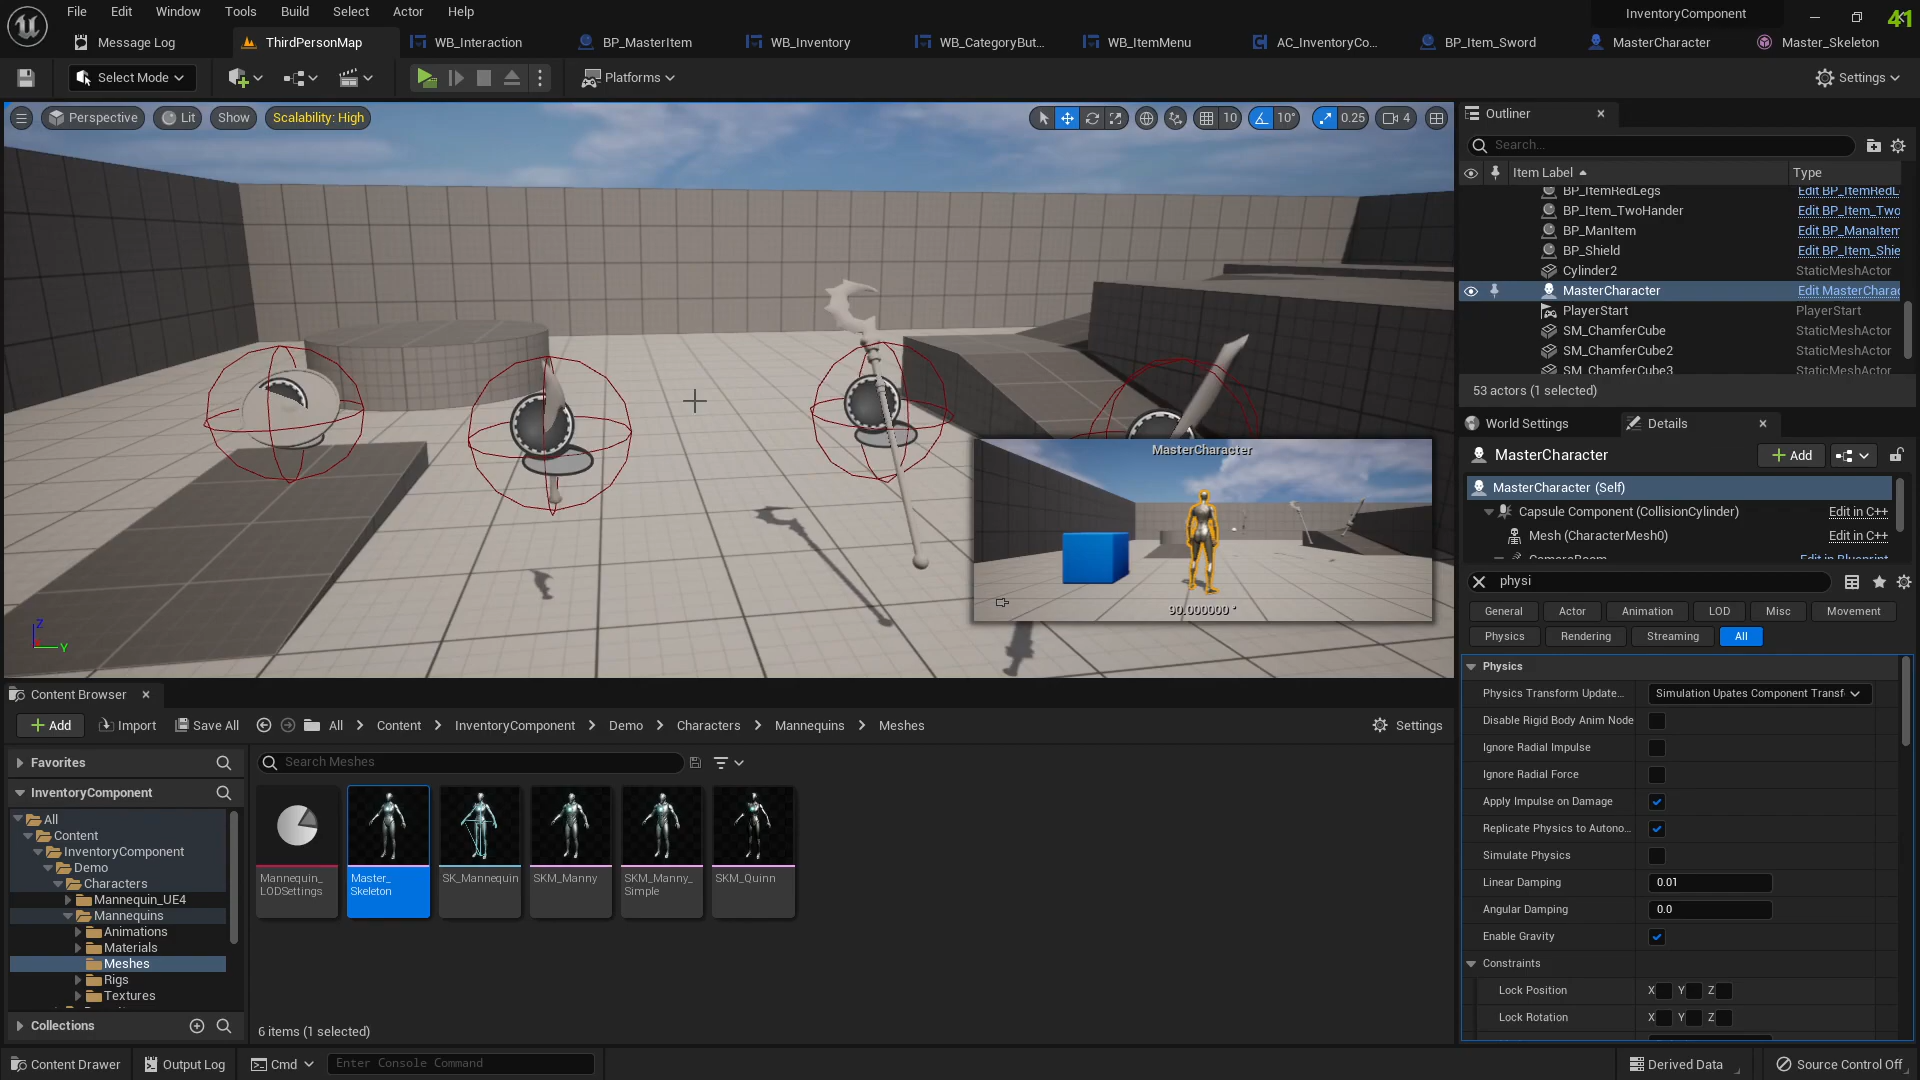 File Edit Window Tools Build Select Actor Help
InventoryComponent
41
Message Log
ThirdPersonMap
WB_Interaction
BP_MasterItem
WB_Inventory
WB_CategoryBut...
WB_ItemMenu
AC_InventoryCo...
BP_Item_Sword
MasterCharacter
Master_Skeleton
Select Mode
Platforms
Settings
Perspective Lit Show Scalability: High
10 10° 0.25 4
MasterCharacter
90.000000 °
Z
Y
Outliner
Search...
Item Label Type
BP_ItemRedLegs Edit BP_ItemRedL
BP_Item_TwoHander Edit BP_Item_Two
BP_ManItem Edit BP_ManaItem
BP_Shield Edit BP_Item_Shie
Cylinder2 StaticMeshActor
MasterCharacter Edit MasterCharac
PlayerStart PlayerStart
SM_ChamferCube StaticMeshActor
SM_ChamferCube2 StaticMeshActor
SM_ChamferCube3 StaticMeshActor
53 actors (1 selected)
World Settings Details
MasterCharacter Add
MasterCharacter (Self)
Capsule Component (CollisionCylinder) Edit in C++
Mesh (CharacterMesh0) Edit in C++
CameraBoom Edit in Blueprint
physi
General Actor Animation LOD Misc Movement
Physics Rendering Streaming All
Physics
Physics Transform Update... Simulation Upates Component Transf
Disable Rigid Body Anim Node
Ignore Radial Impulse
Ignore Radial Force
Apply Impulse on Damage
Replicate Physics to Autono...
Simulate Physics
Linear Damping 0.01
Angular Damping 0.0
Enable Gravity
Constraints
Lock Position X Y Z
Lock Rotation X Y Z
Content Browser
Add Import Save All All Content InventoryComponent Demo Characters Mannequins Meshes Settings
Favorites
InventoryComponent
All
Content
InventoryComponent
Demo
Characters
Mannequin_UE4
Mannequins
Animations
Materials
Meshes
Rigs
Textures
Collections
Search Meshes
Mannequin_
LODSettings
Master_
Skeleton
SK_Mannequin
SKM_Manny
SKM_Manny_
Simple
SKM_Quinn
6 items (1 selected)
Content Drawer Output Log Cmd Enter Console Command Derived Data Source Control Off